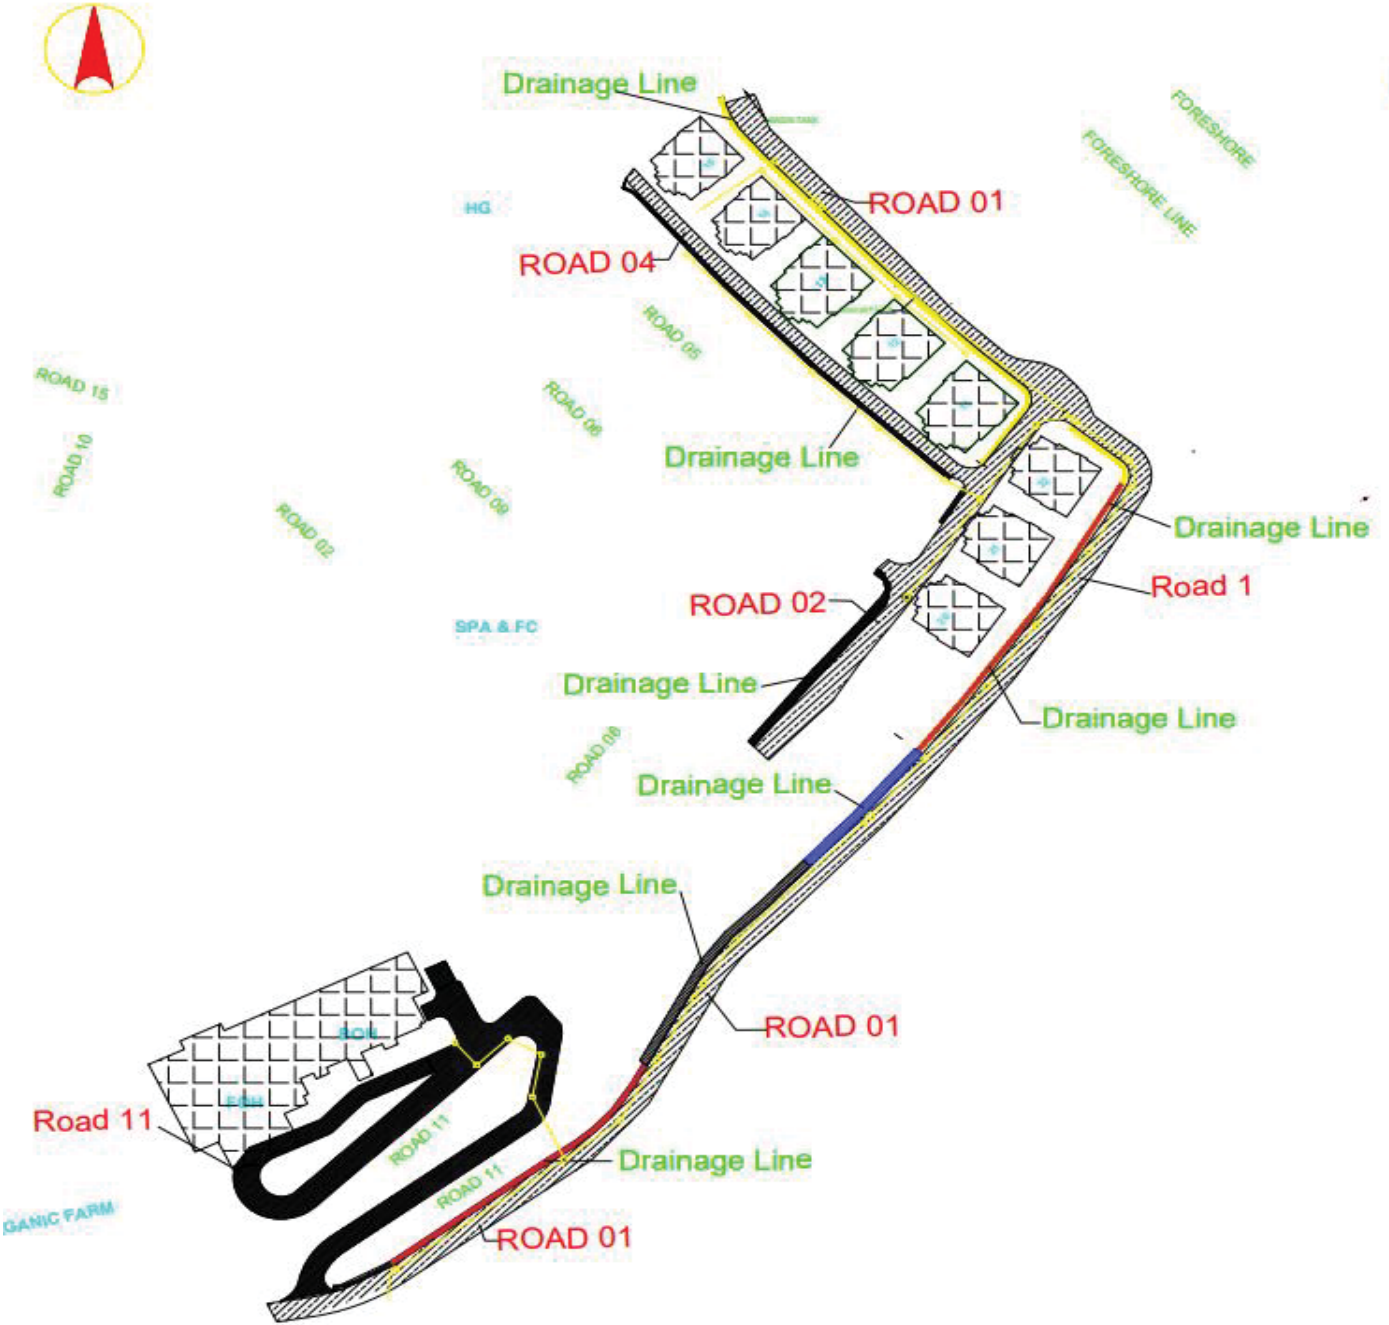 Drainage Line
FORESHORE
FORESHORE LINE
ROAD 01
HG
ROAD 04
ROAD 05
ROAD 15
ROAD 06
ROAD 10
Drainage Line
ROAD 09
ROAD 02
Drainage Line
Road 1
ROAD 02
SPA & FC
Drainage Line
Drainage Line
ROAD 08
Drainage Line
Drainage Line
ROAD 01
BOH
FOH
Road 11
ROAD 11
Drainage Line
ROAD 11
GANIC FARM
ROAD 01